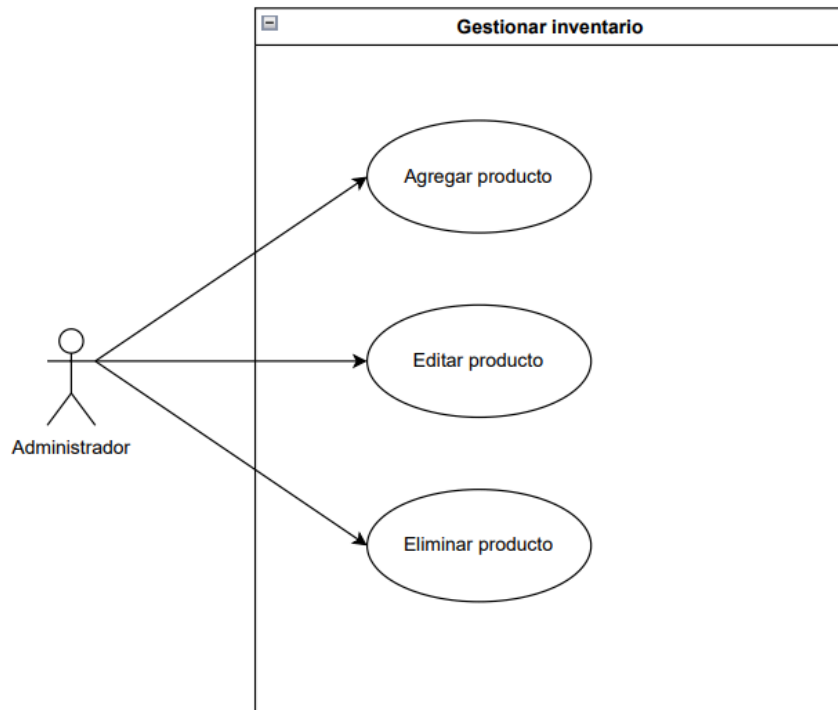 Gestionar inventario
Agregar producto
Editar producto
Administrador
Eliminar producto